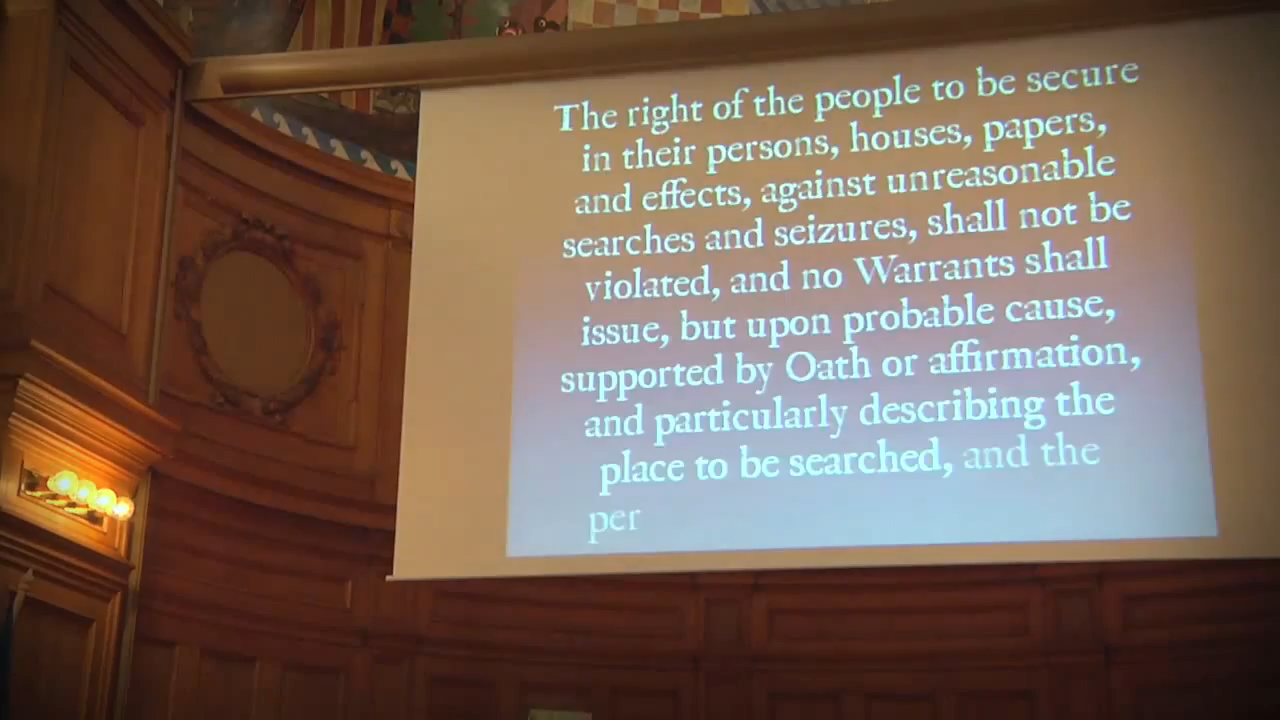 The right of the people to be secure
in their persons, houses, papers,
and effects, against unreasonable
searches and seizures, shall not be
violated, and no Warrants shall
issue, but upon probable cause,
supported by Oath or affirmation,
and particularly describing the
place to be searched, and the
per